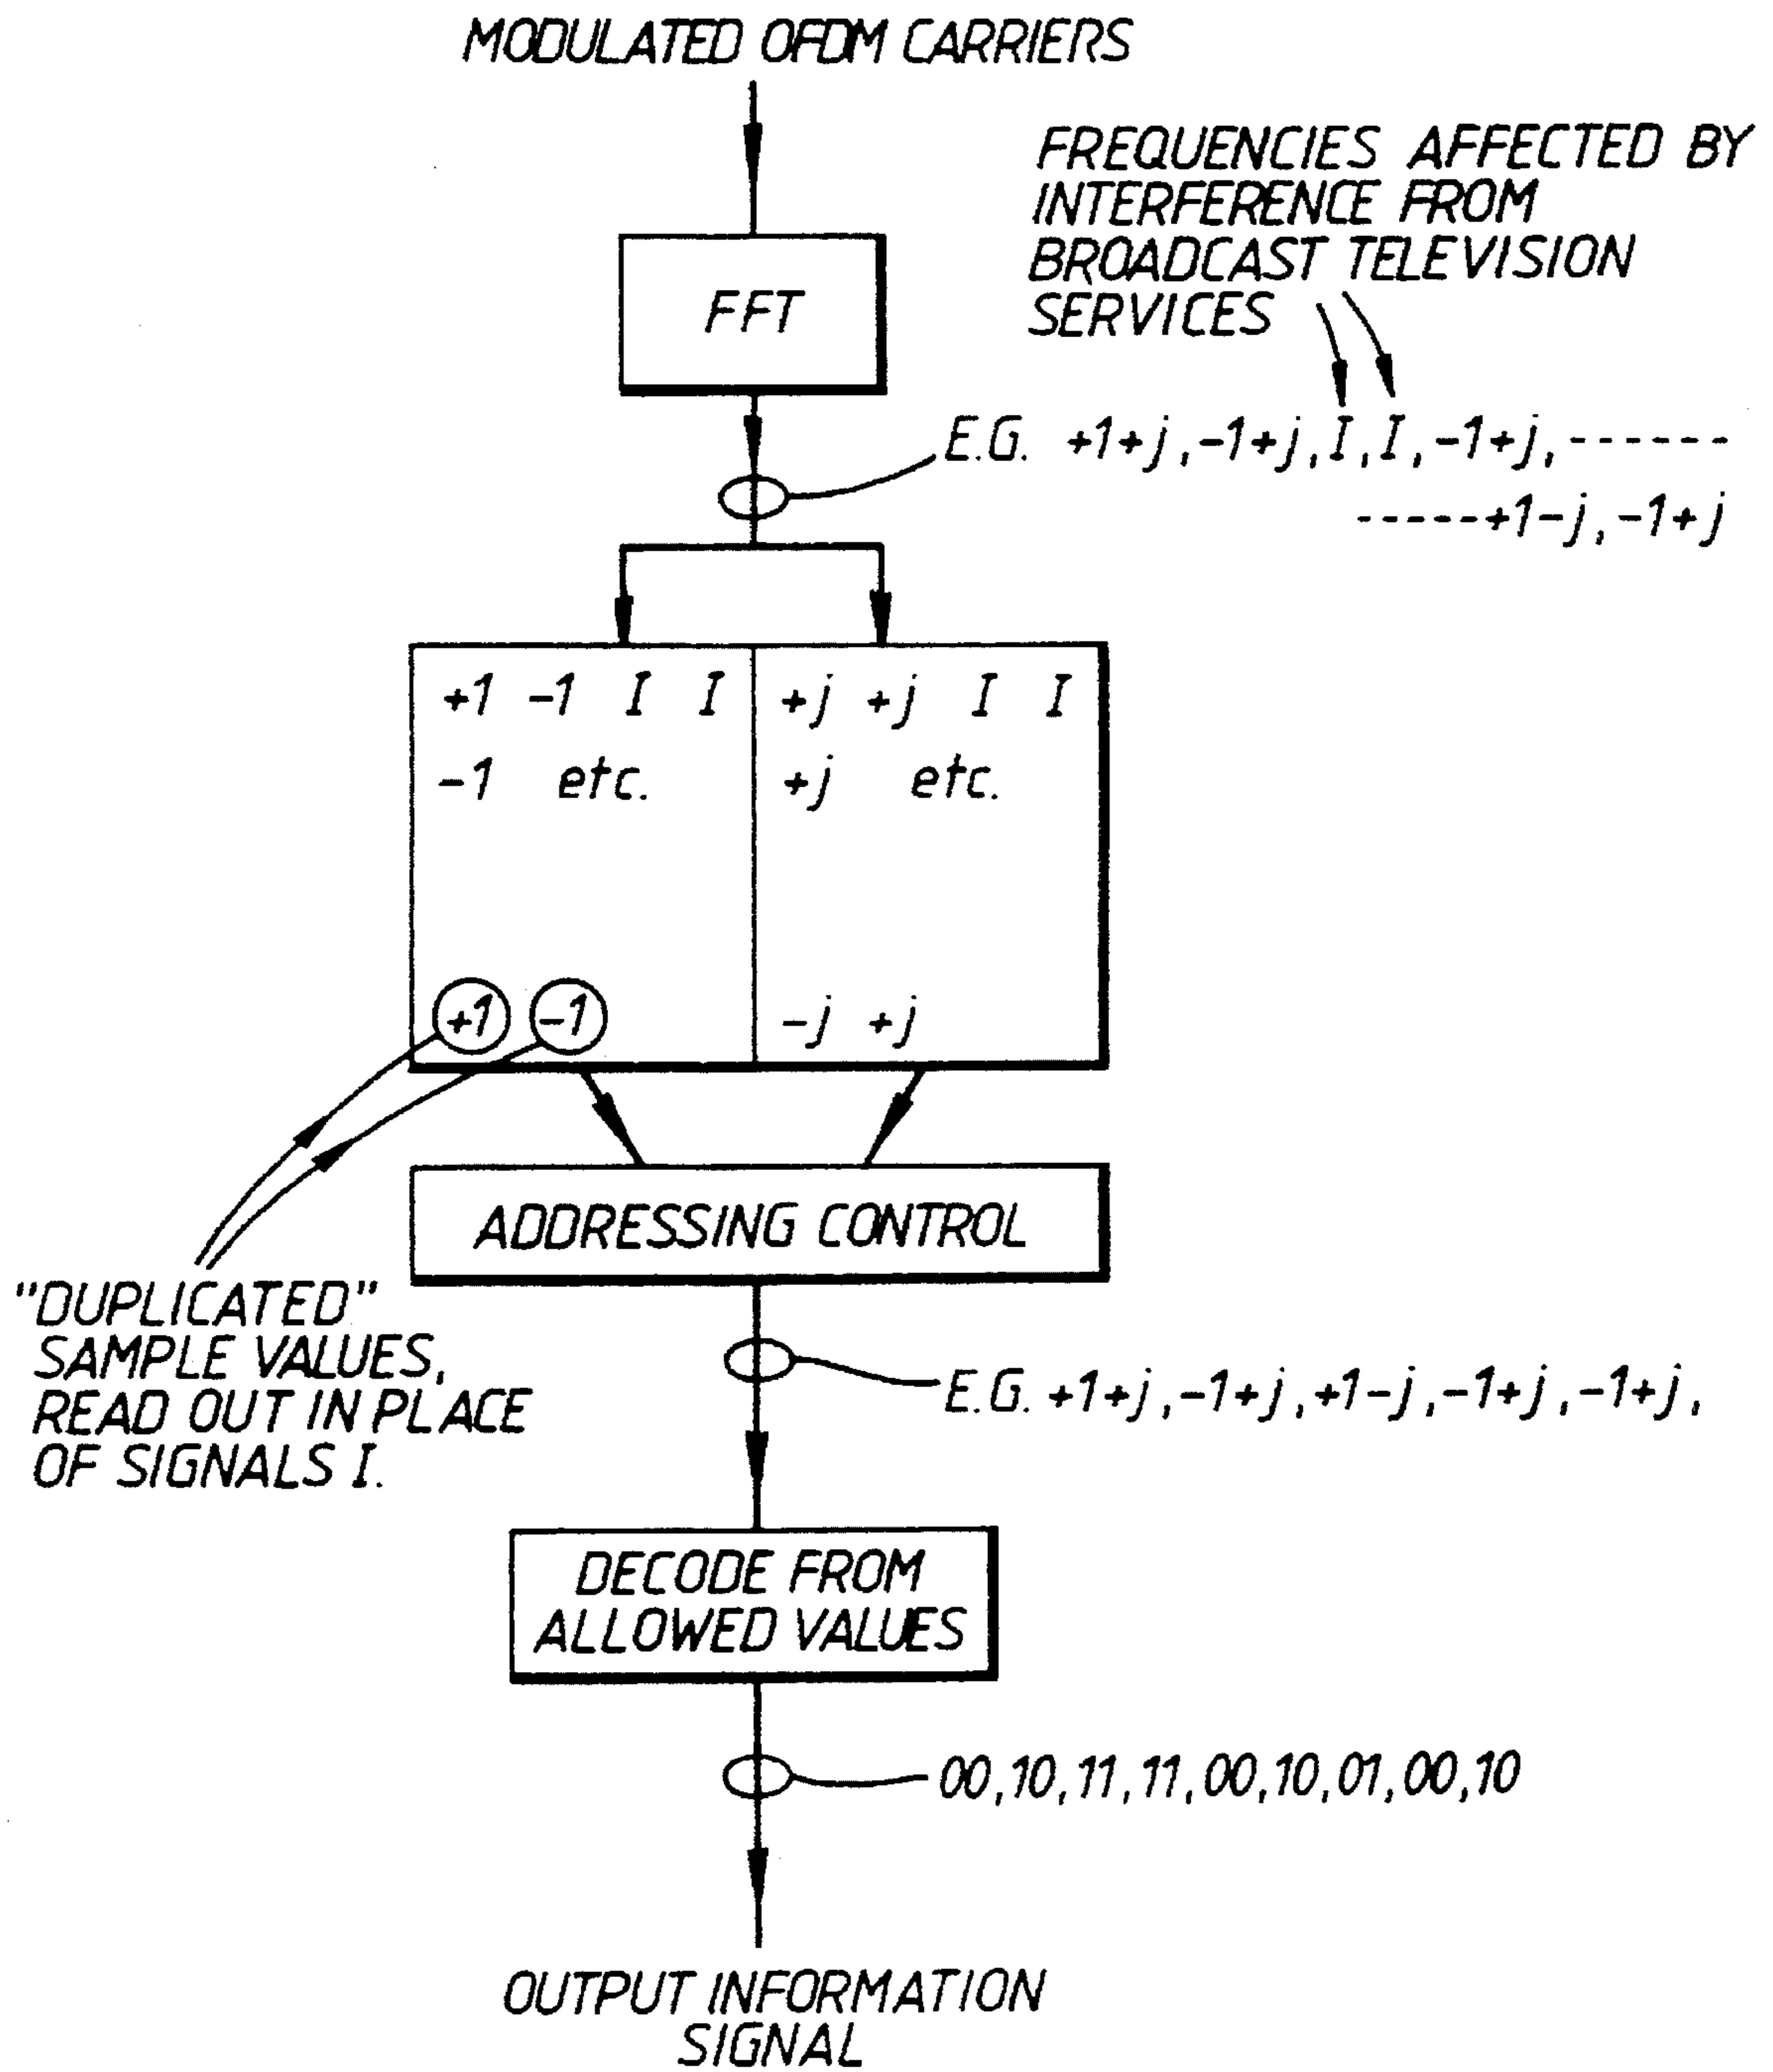 MODULATED OFDM CARRIERS
FREQUENCIES AFFECTED BY
INTERFERENCE FROM
BROADCAST TELEVISION
SERVICES
FFT
E.G. +1+j,-1+j,I,I,-1+j,------
-----+1-j,-1+j
+1 -1 I I +j +j I I
-1 etc. +j etc.
+1 -1 -j +j
ADDRESSING CONTROL
"DUPLICATED"
SAMPLE VALUES,
READ OUT IN PLACE
OF SIGNALS I.
E.G. +1+j,-1+j,+1-j,-1+j,-1+j,
DECODE FROM
ALLOWED VALUES
00,10,11,11,00,10,01,00,10
OUTPUT INFORMATION
SIGNAL